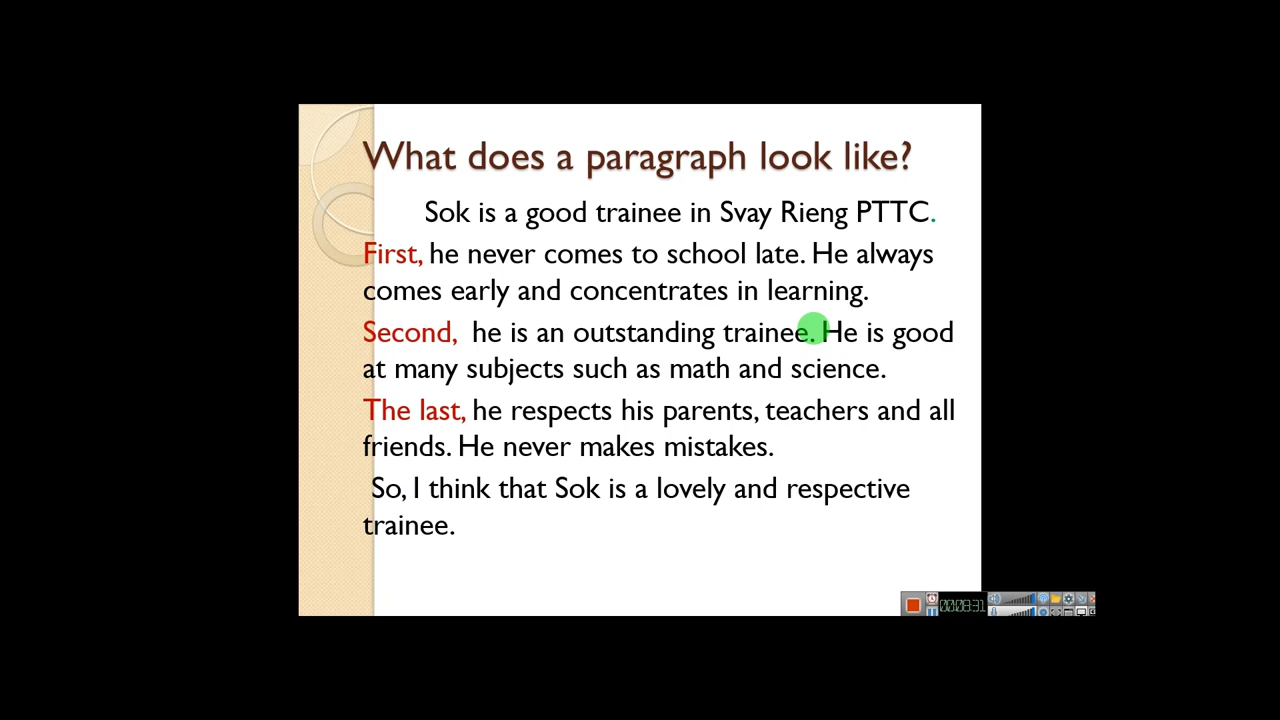 What does a paragraph look like?
Sok is a good trainee in Svay Rieng PTTC.
First, he never comes to school late. He always
comes early and concentrates in learning.
Second, he is an outstanding trainee. He is good
at many subjects such as math and science.
The last, he respects his parents, teachers and all
friends. He never makes mistakes.
So, I think that Sok is a lovely and respective
trainee.
00:08:31